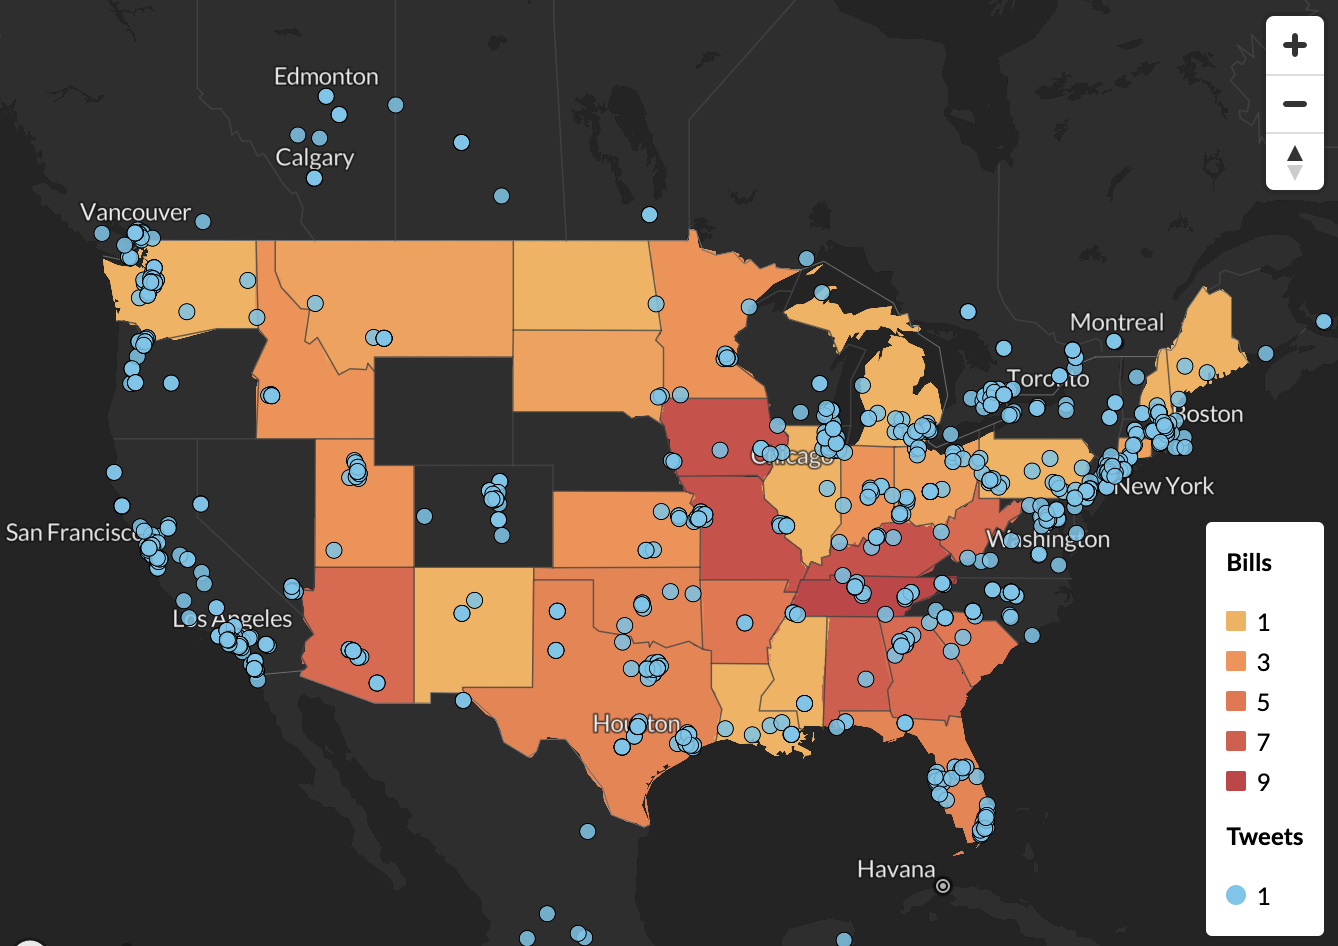 Edmonton
Calgary
Vancouver
Montreal
Toronto
Boston
Chicago
New York
San Francisco
Washington
Los Angeles
Houston
Havana
+
−
Bills
1
3
5
7
9
Tweets
1